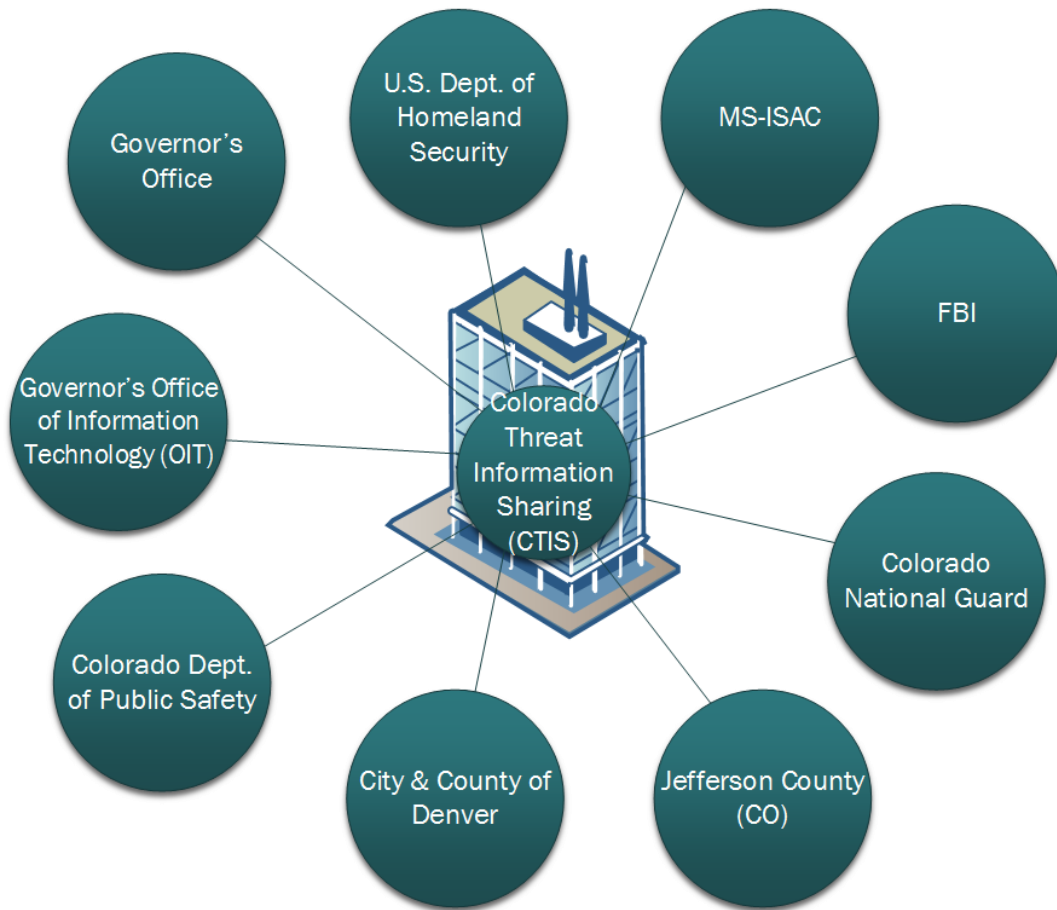 U.S. Dept. of
Homeland
Security
MS-ISAC
Governor’s
Office
FBI
Governor’s Office
of Information
Technology (OIT)
Colorado
Threat
Information
Sharing
(CTIS)
Colorado
National Guard
Colorado Dept.
of Public Safety
City & County of
Denver
Jefferson County
(CO)